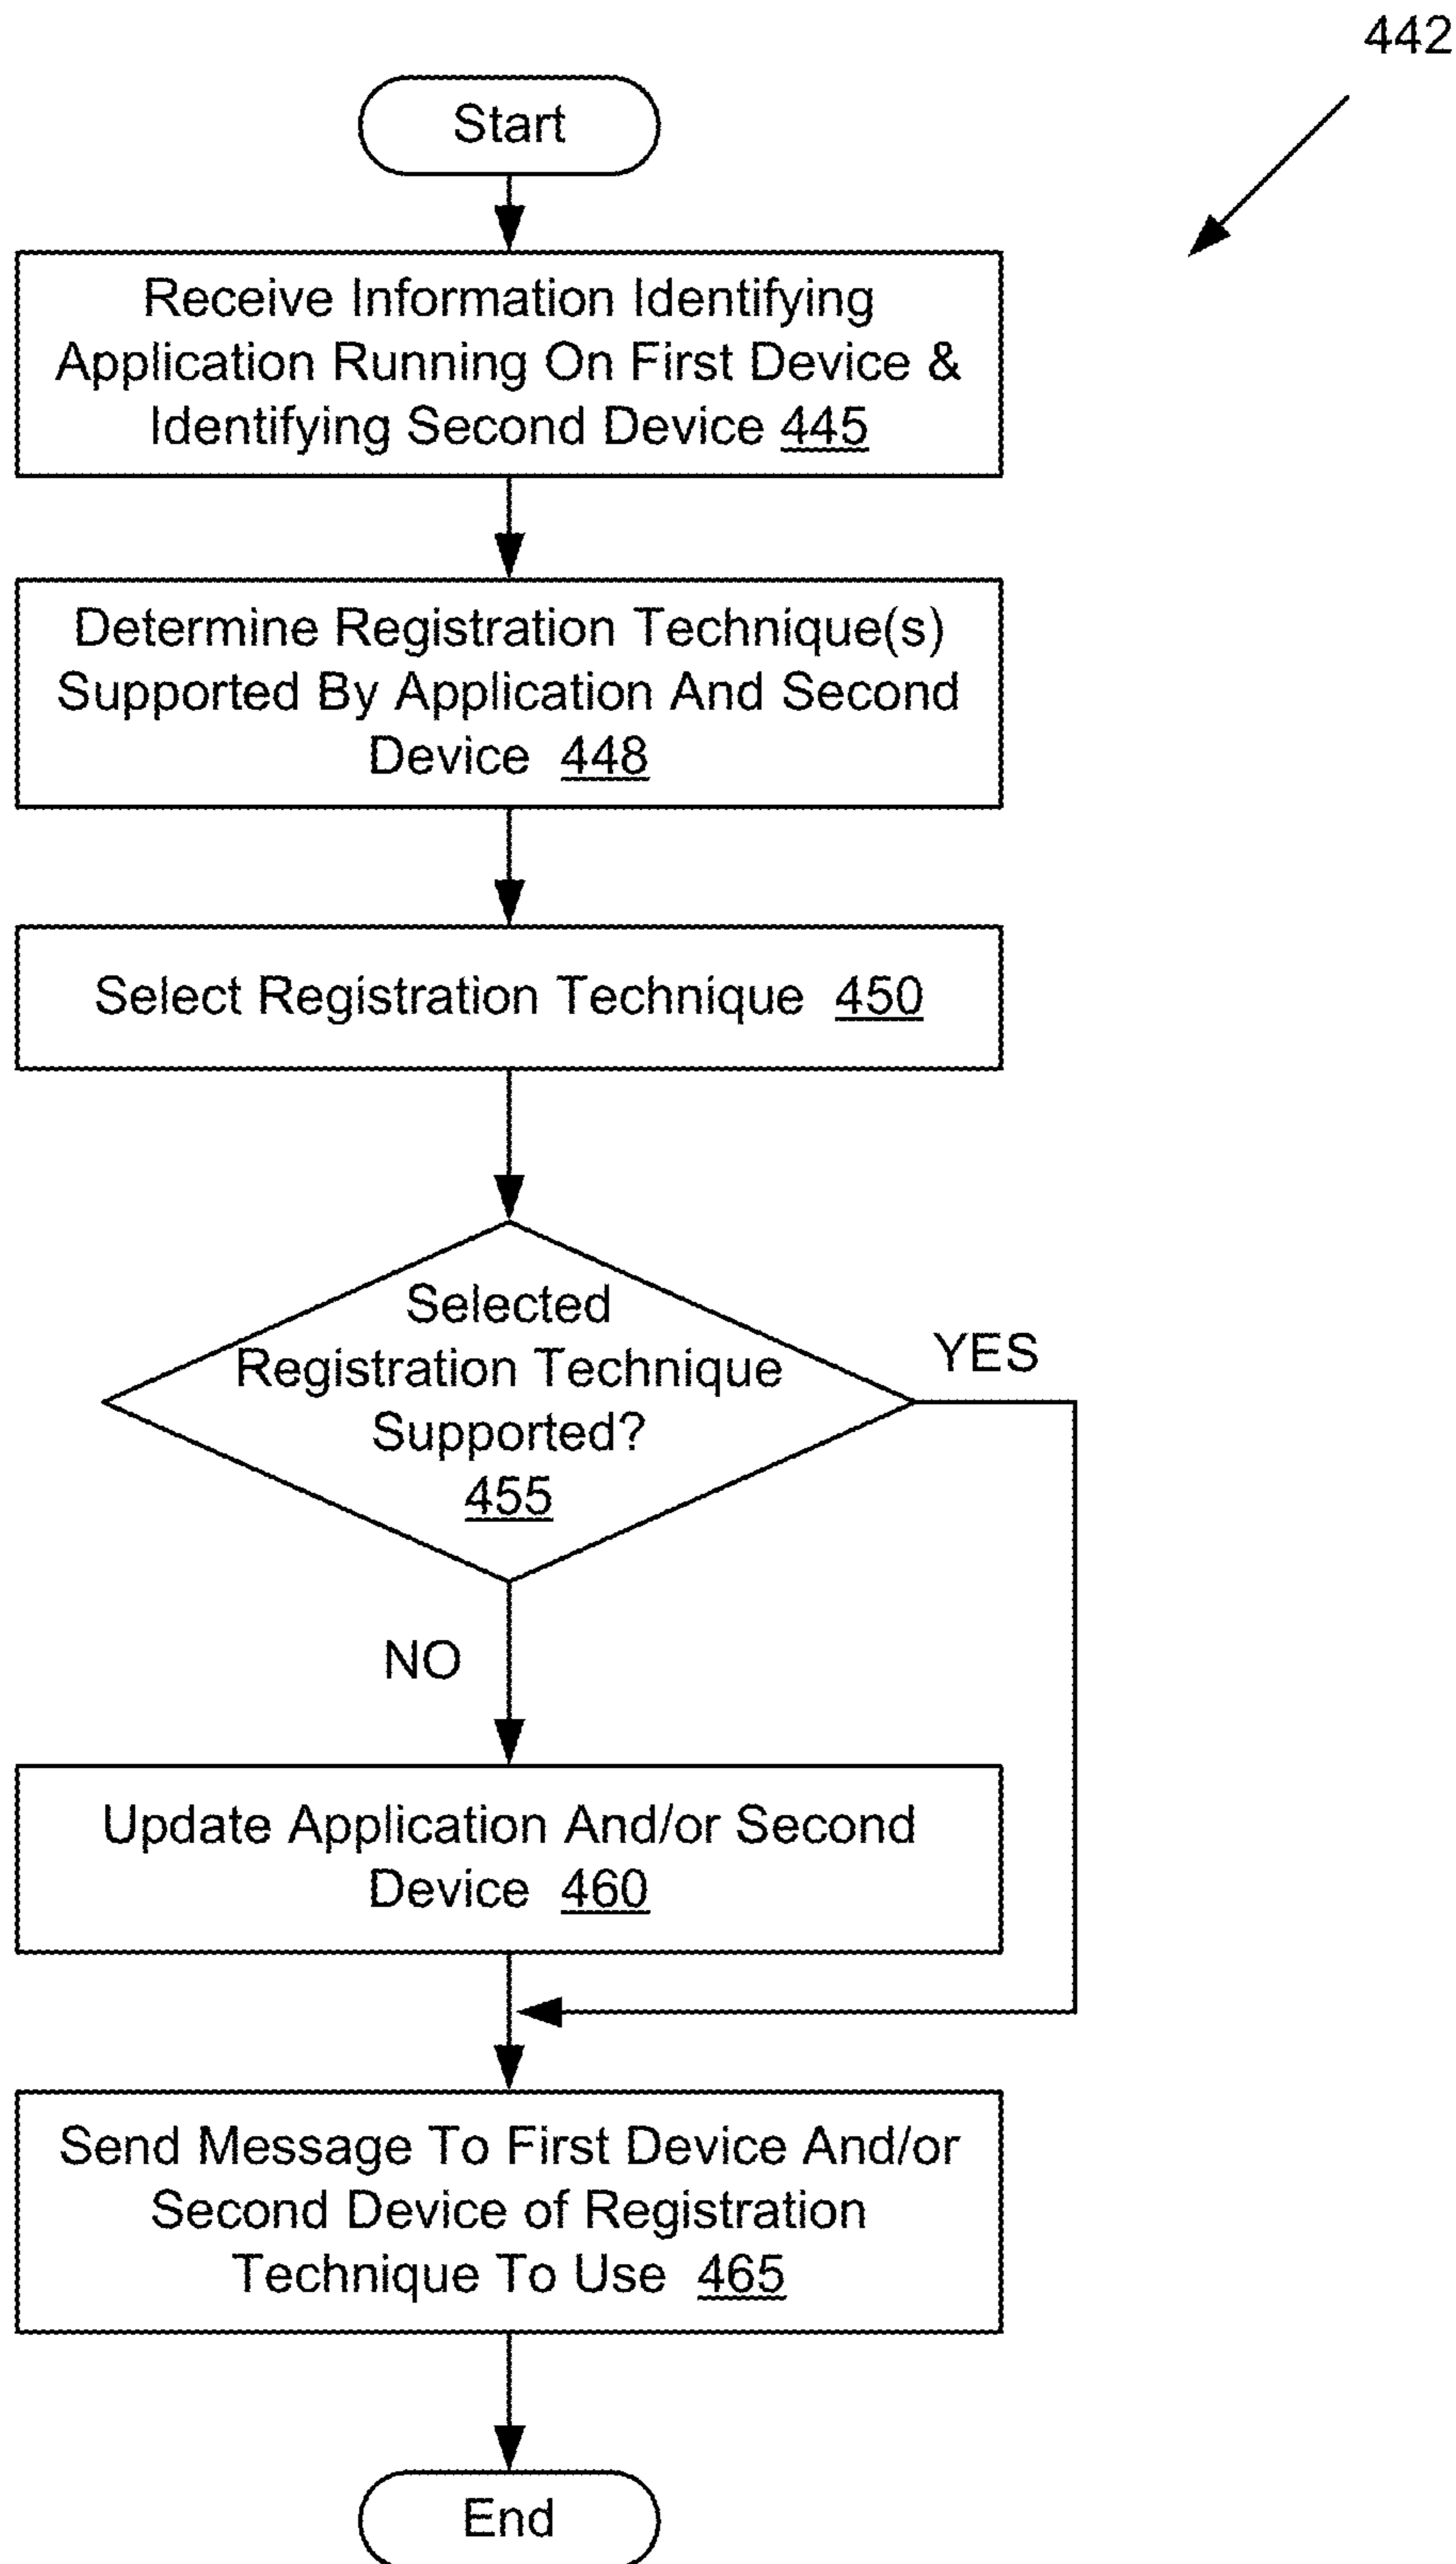 442
Start
Receive Information Identifying
Application Running On First Device &
Identifying Second Device 445
Determine Registration Technique(s)
Supported By Application And Second
Device 448
Select Registration Technique 450
Selected
Registration Technique
Supported?
455
YES
NO
Update Application And/or Second
Device 460
Send Message To First Device And/or
Second Device of Registration
Technique To Use 465
End